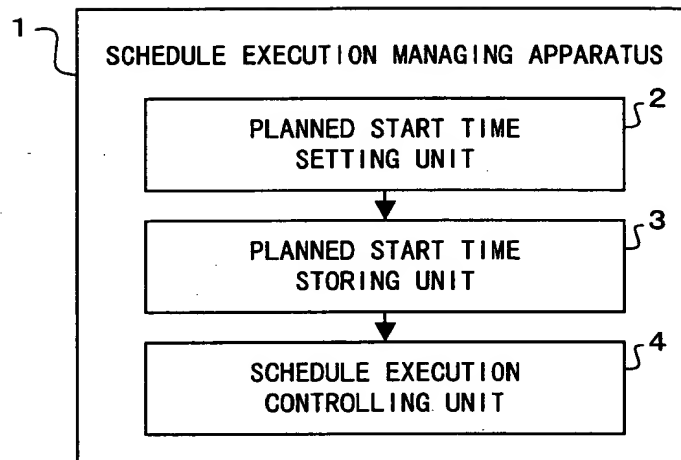 1
SCHEDULE EXECUTION MANAGING APPARATUS
2
PLANNED START TIME
SETTING UNIT
3
PLANNED START TIME
STORING UNIT
4
SCHEDULE EXECUTION
CONTROLLING UNIT